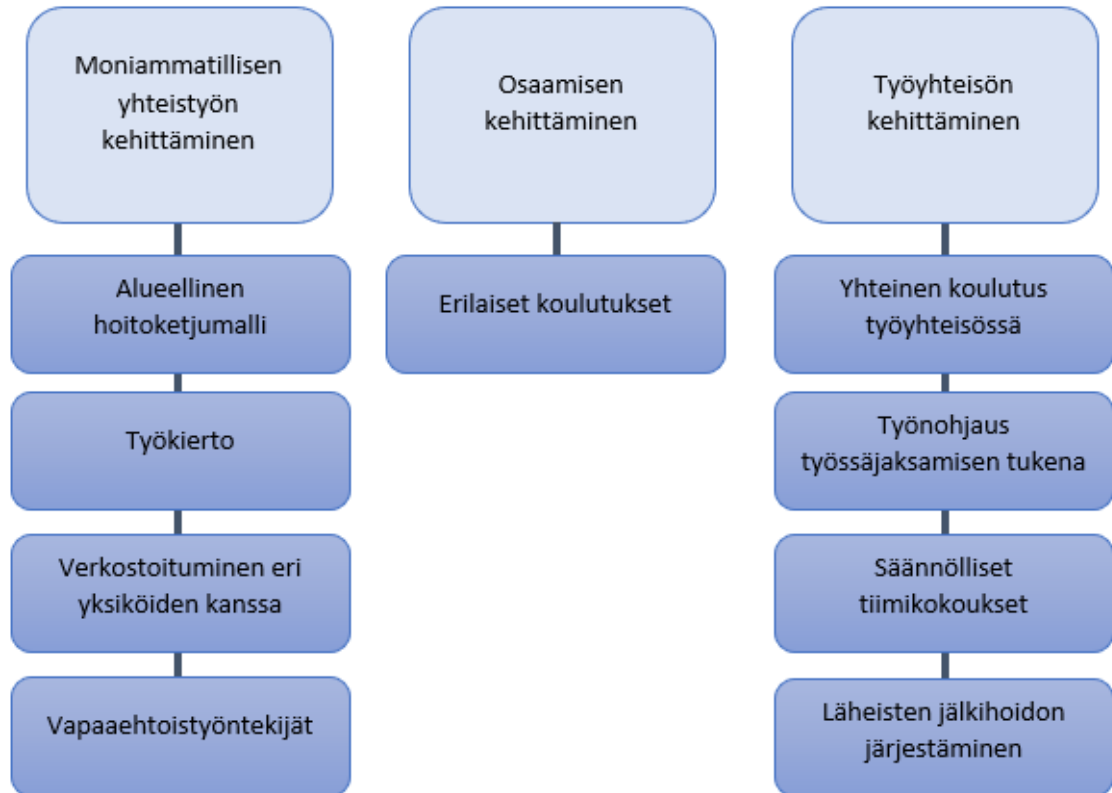 Moniammatillisen
yhteistyön
kehittäminen
Alueellinen
hoitoketjumalli
Työkierto
Verkostoituminen eri
yksiköiden kanssa
Vapaaehtoistyöntekijät
Osaamisen
kehittäminen
Erilaiset koulutukset
Työyhteisön
kehittäminen
Yhteinen koulutus
työyhteisössä
Työnohjaus
työssäjaksamisen tukena
Säännölliset
tiimikokoukset
Läheisten jälkihoidon
järjestäminen